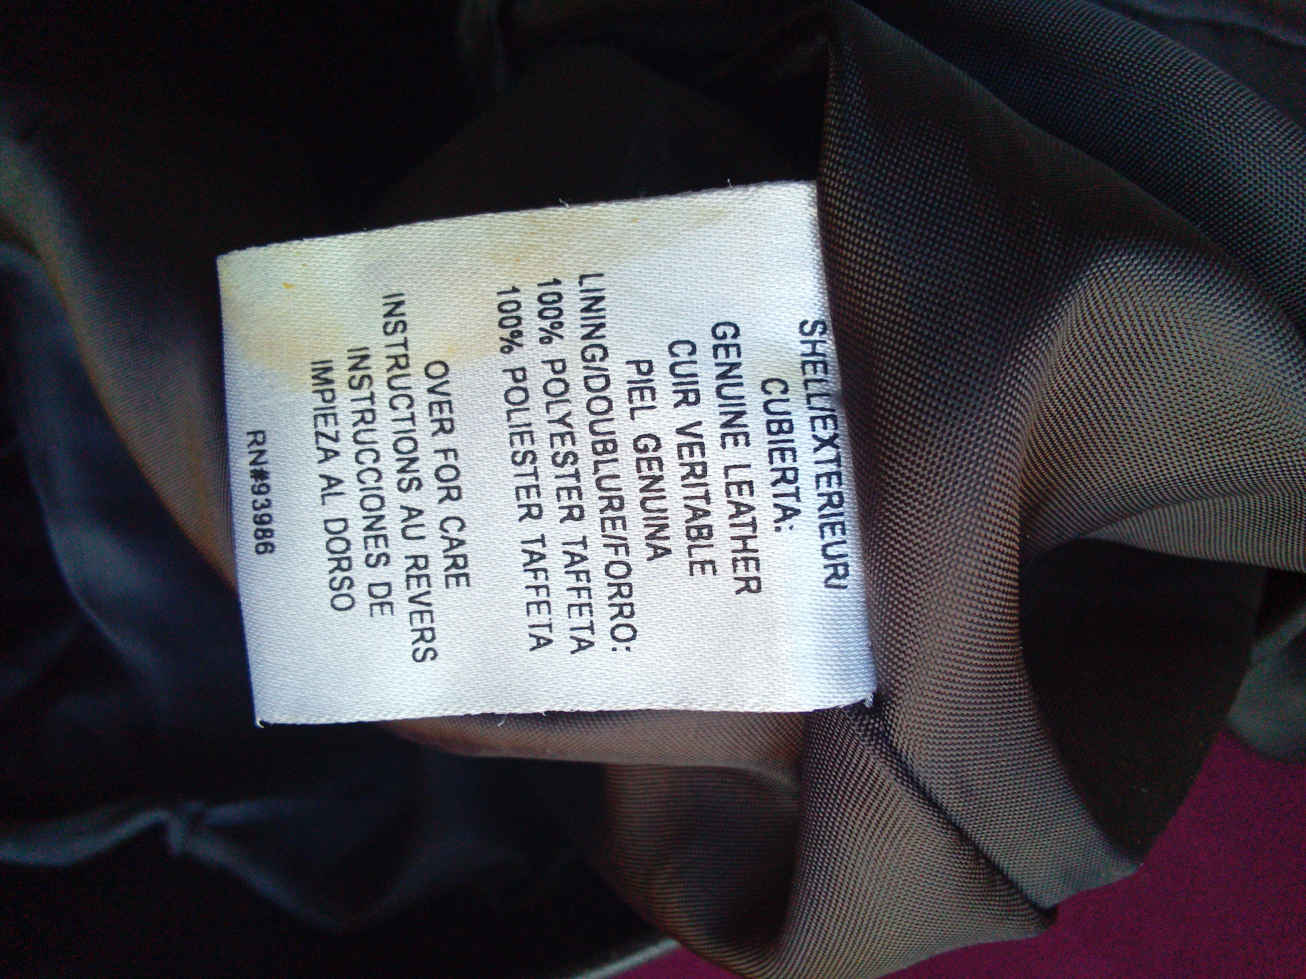 SHELL/EXTERIEUR/
CUBIERTA:
GENUINE LEATHER
CUIR VERITABLE
PIEL GENUINA
LINING/DOUBLURE/FORRO:
100% POLYESTER TAFFETA
100% POLIESTER TAFFETA
OVER FOR CARE
INSTRUCTIONS AU REVERS
INSTRUCCIONES DE
IMPIEZA AL DORSO
RN#93986